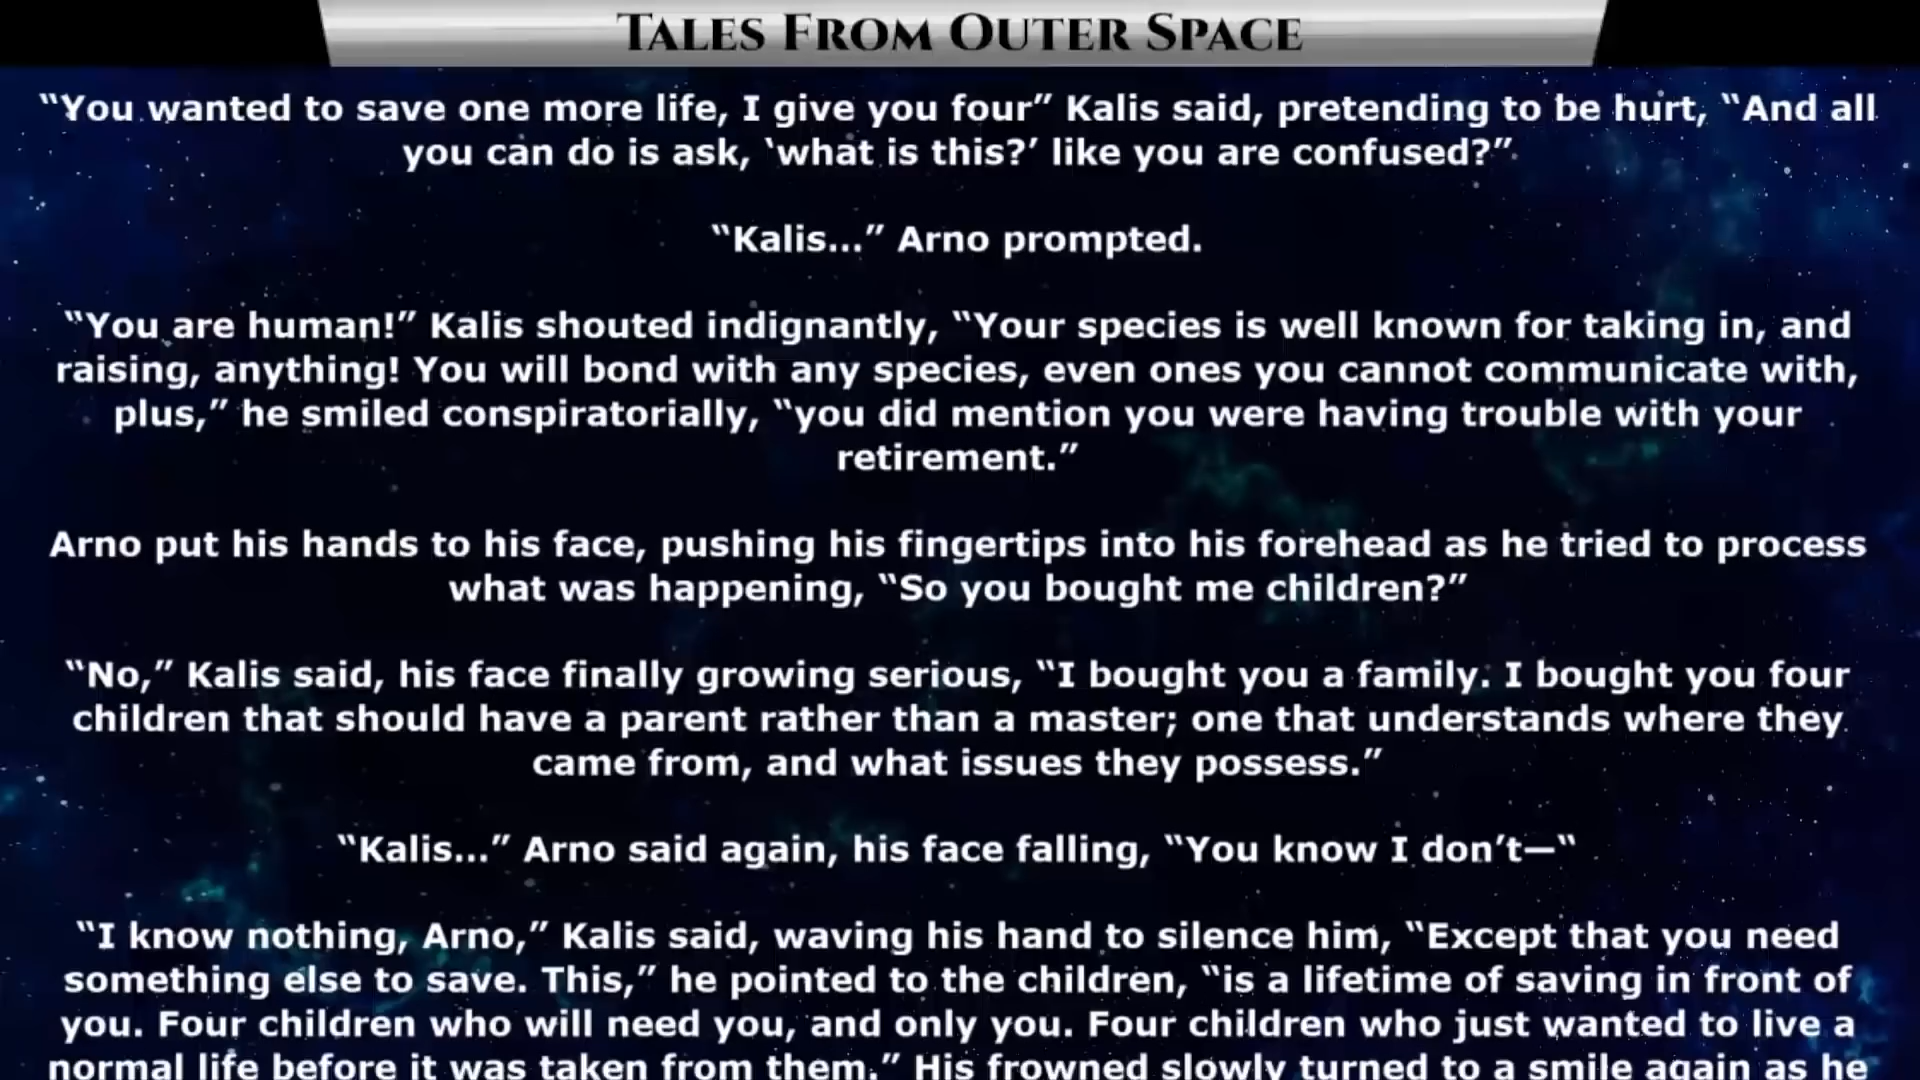 TALES FROM OUTER SPACE
“You wanted to save one more life, I give you four” Kalis said, pretending to be hurt, “And all
you can do is ask, ‘what is this?’ like you are confused?”
“Kalis...” Arno prompted.
“You are human!” Kalis shouted indignantly, “Your species is well known for taking in, and
raising, anything! You will bond with any species, even ones you cannot communicate with,
plus,” he smiled conspiratorially, “you did mention you were having trouble with your
retirement.”
Arno put his hands to his face, pushing his fingertips into his forehead as he tried to process
what was happening, “So you bought me children?”
“No,” Kalis said, his face finally growing serious, “I bought you a family. I bought you four
children that should have a parent rather than a master; one that understands where they
came from, and what issues they possess.”
“Kalis...” Arno said again, his face falling, “You know I don’t—“
“I know nothing, Arno,” Kalis said, waving his hand to silence him, “Except that you need
something else to save. This,” he pointed to the children, “is a lifetime of saving in front of
you. Four children who will need you, and only you. Four children who just wanted to live a
normal life before it was taken from them.” His frowned slowly turned to a smile again as he